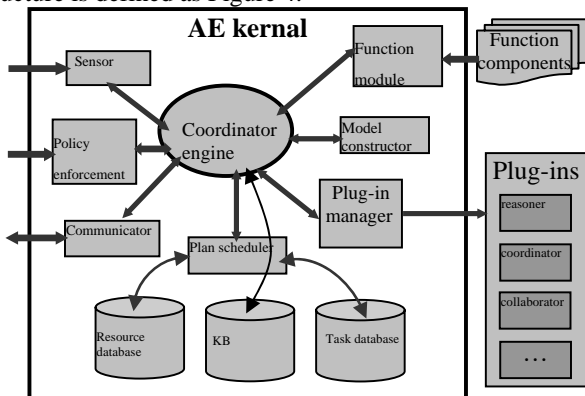 AE kernal
Sensor
Function
module
Function
components
Policy
enforcement
Coordinator
engine
Model
constructor
Plug-ins
reasoner
Communicator
Plug-in
manager
Plan scheduler
coordinator
collaborator
Resource
database
KB
Task database
...